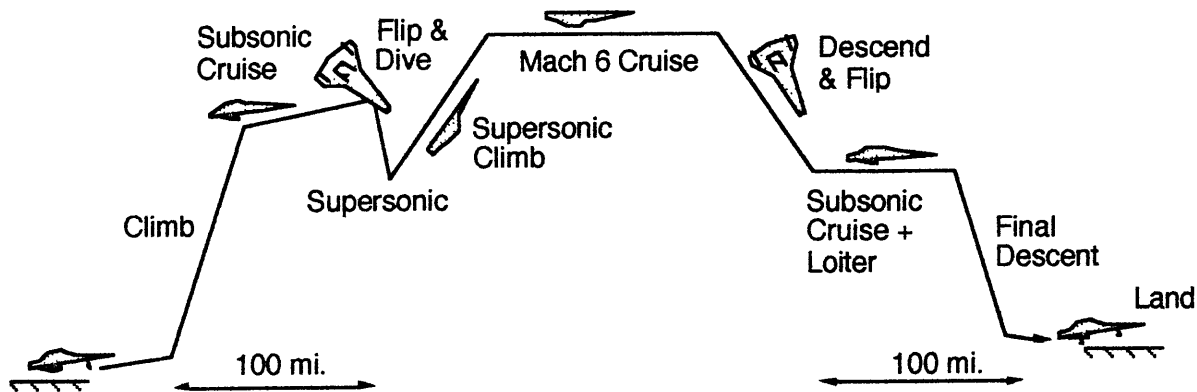 Subsonic
Cruise
Flip &
Dive
Mach 6 Cruise
Descend
& Flip
Supersonic
Climb
Supersonic
Climb
Subsonic
Cruise +
Loiter
Final
Descent
Land
100 mi.
100 mi.